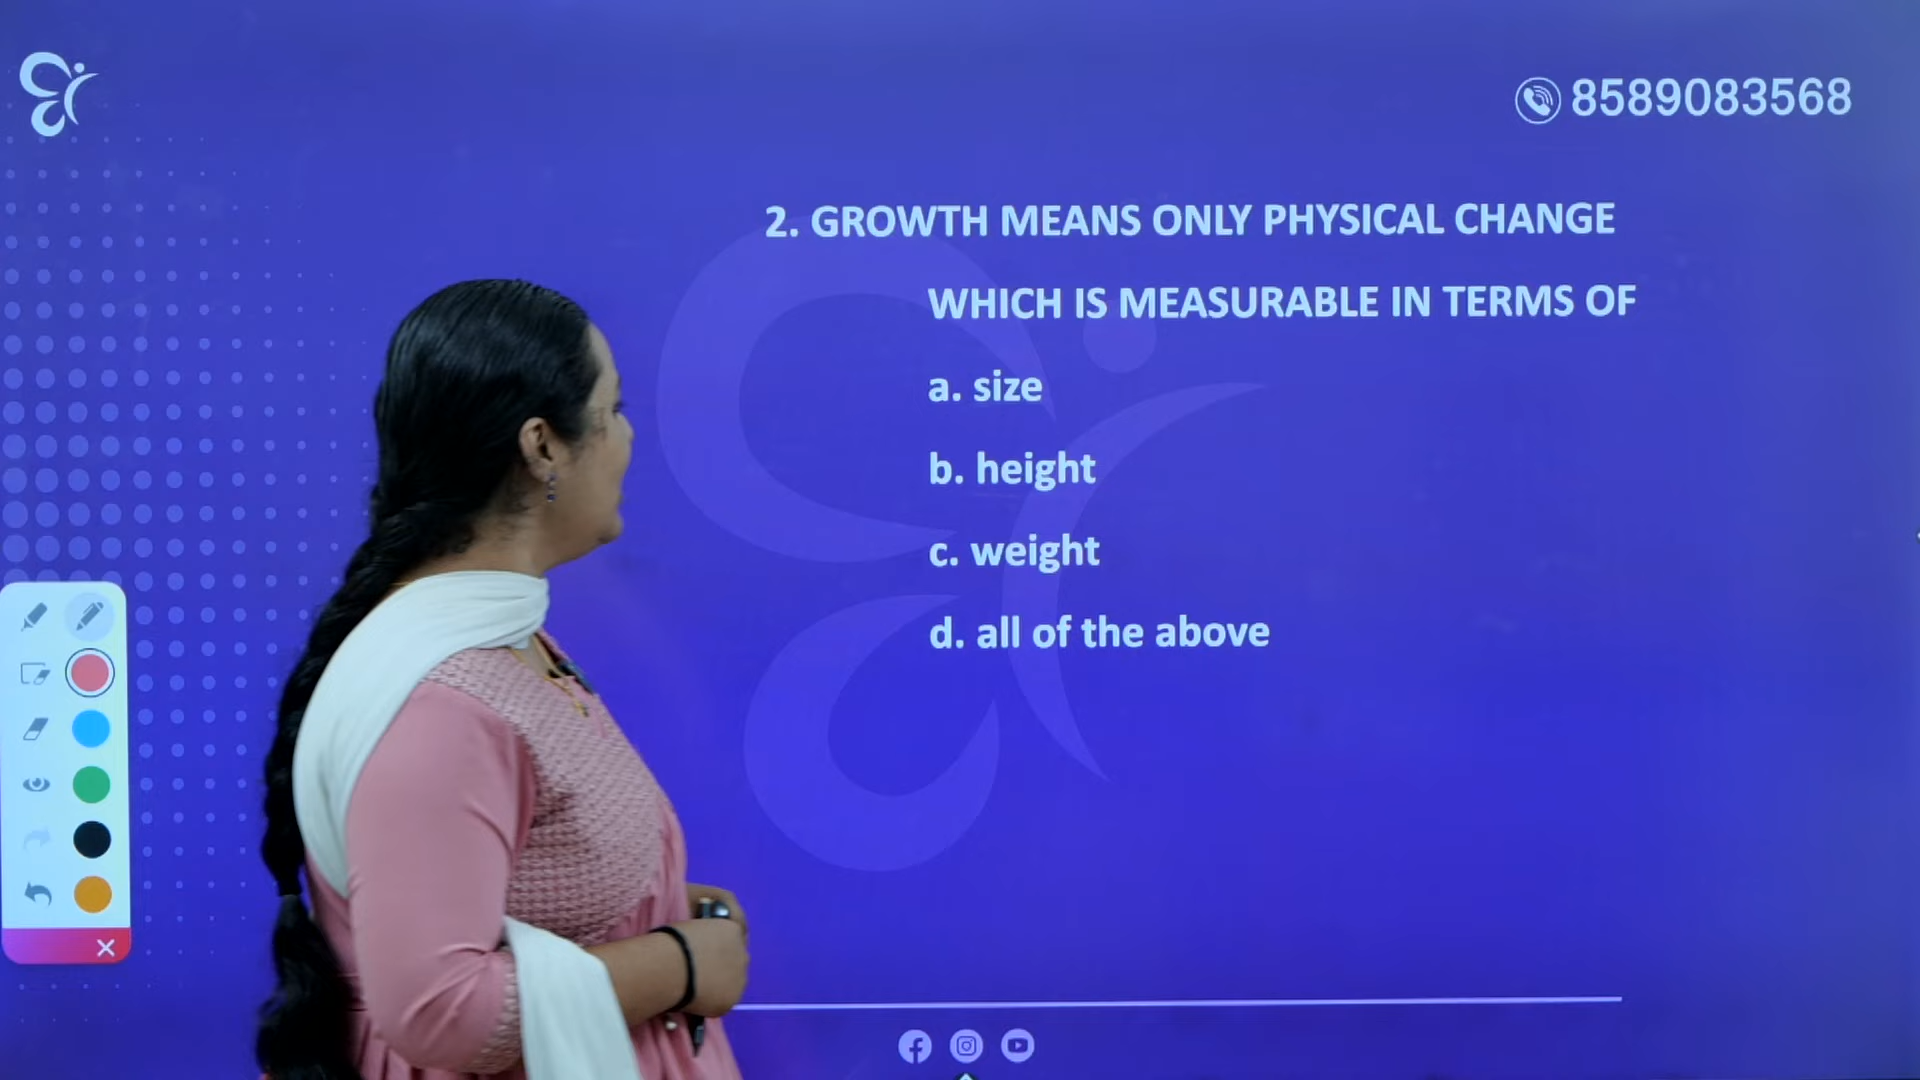 8589083568
2. GROWTH MEANS ONLY PHYSICAL CHANGE
WHICH IS MEASURABLE IN TERMS OF
a. size
b. height
c. weight
d. all of the above